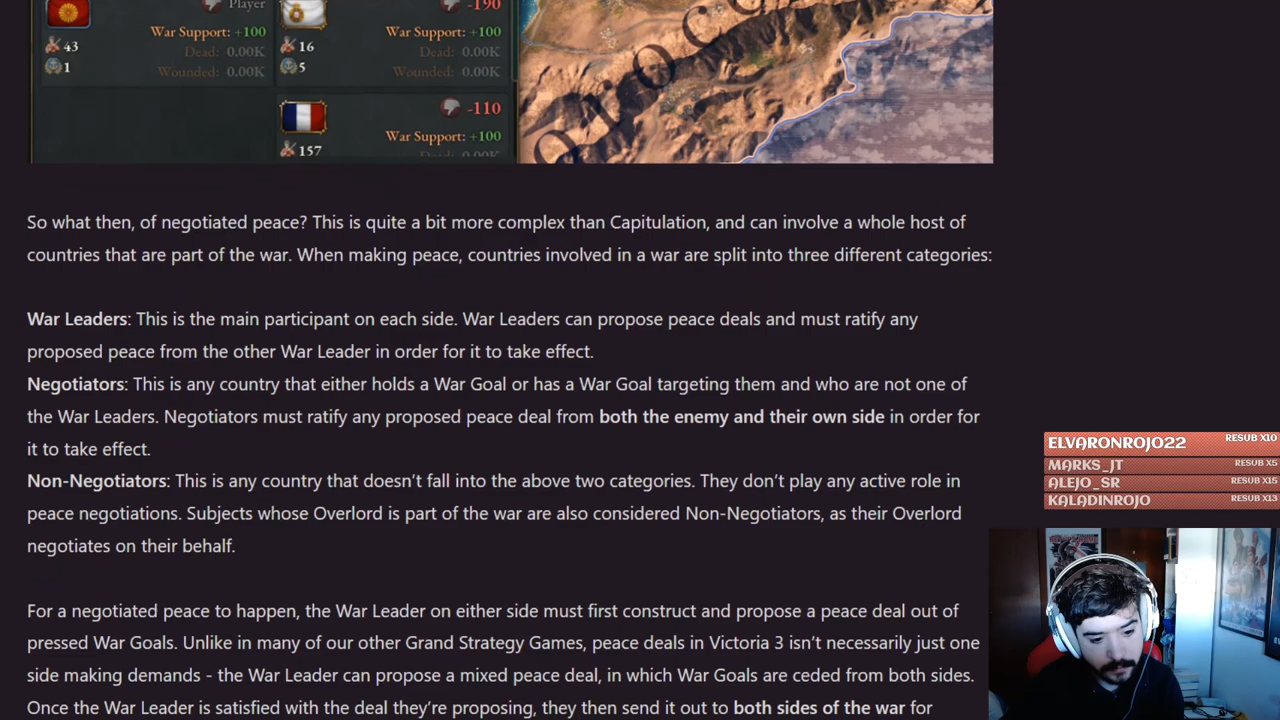 Player
-190
War Support: +100
War Support: +100
43
Dead: 0.00K
16
Dead: 0.00K
1
Wounded: 0.00K
5
Wounded: 0.00K
-110
War Support: +100
157
So what then, of negotiated peace? This is quite a bit more complex than Capitulation, and can involve a whole host of
countries that are part of the war. When making peace, countries involved in a war are split into three different categories:
War Leaders: This is the main participant on each side. War Leaders can propose peace deals and must ratify any
proposed peace from the other War Leader in order for it to take effect.
Negotiators: This is any country that either holds a War Goal or has a War Goal targeting them and who are not one of
the War Leaders. Negotiators must ratify any proposed peace deal from both the enemy and their own side in order for
it to take effect.
Non-Negotiators: This is any country that doesn’t fall into the above two categories. They don’t play any active role in
peace negotiations. Subjects whose Overlord is part of the war are also considered Non-Negotiators, as their Overlord
negotiates on their behalf.
For a negotiated peace to happen, the War Leader on either side must first construct and propose a peace deal out of
pressed War Goals. Unlike in many of our other Grand Strategy Games, peace deals in Victoria 3 isn’t necessarily just one
side making demands - the War Leader can propose a mixed peace deal, in which War Goals are ceded from both sides.
Once the War Leader is satisfied with the deal they’re proposing, they then send it out to both sides of the war for
ELVARONROJO22 RESUB X10
MARKS_JT RESUB X5
ALEJO_SR RESUB X15
KALADINROJO RESUB X13